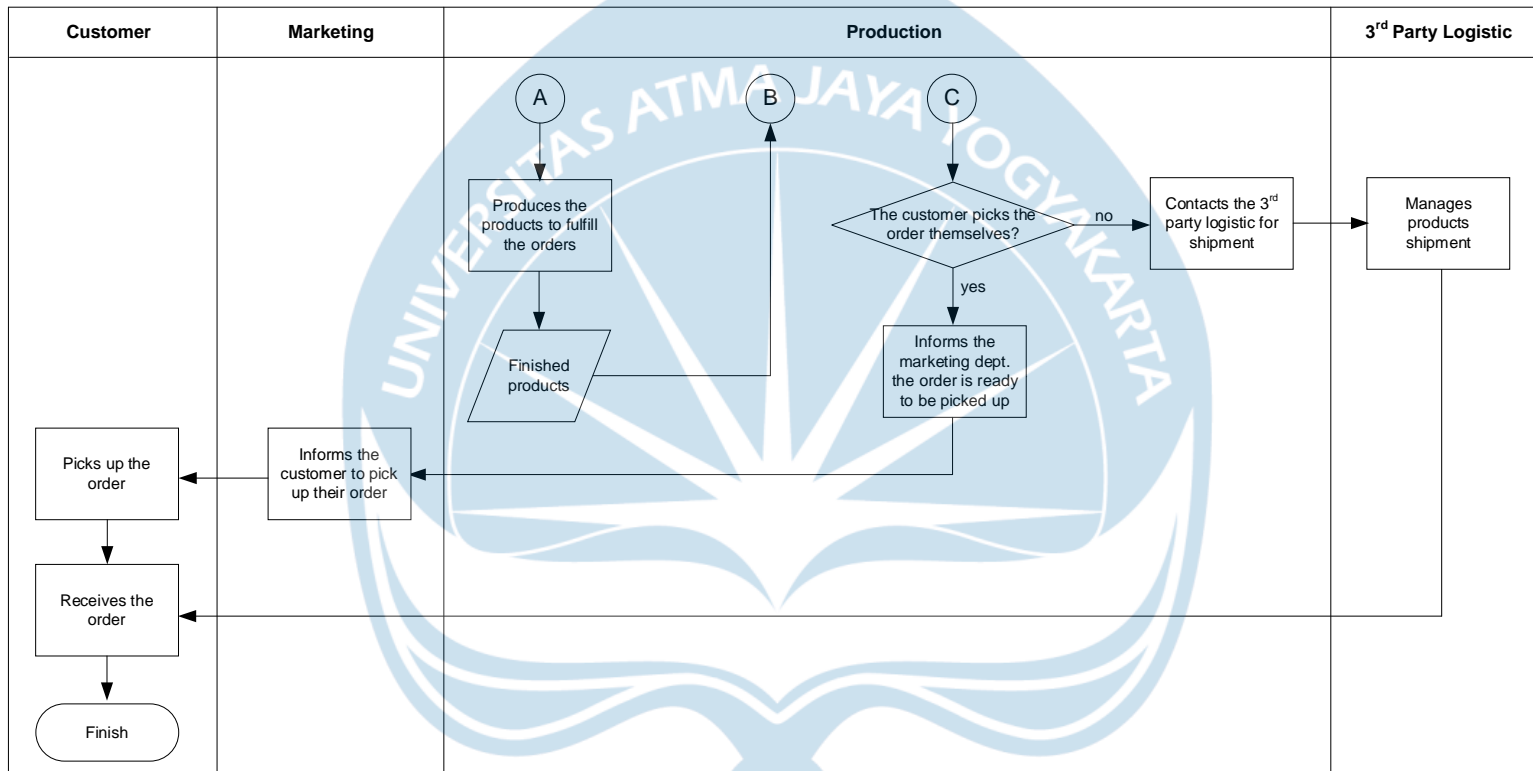 Customer
Marketing
Production
3rd Party Logistic
UNIVERSITAS ATMA JAYA YOGYAKARTA
A
B
C
Produces the
products to fulfill
the orders
The customer picks the
order themselves?
no
Contacts the 3rd
party logistic for
shipment
Manages
products
shipment
yes
Finished
products
Informs the
marketing dept.
the order is ready
to be picked up
Picks up the
order
Informs the
customer to pick
up their order
Receives the
order
Finish